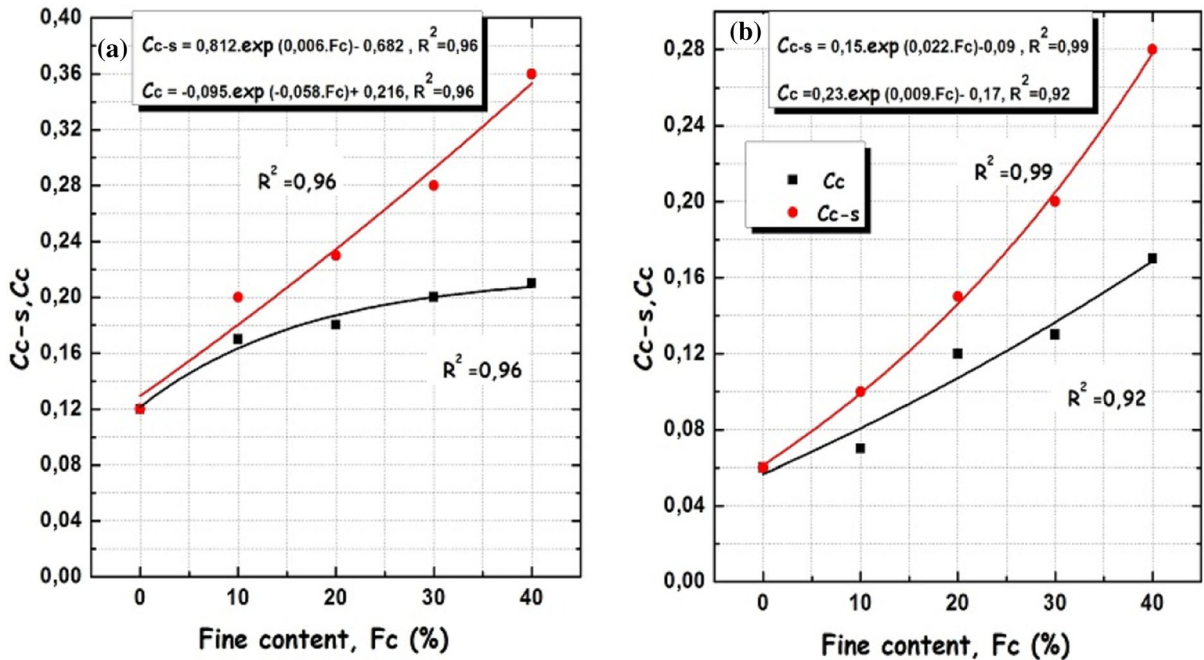 (a)
Cc-s = 0,812.exp (0,006.Fc)- 0,682 , R²=0,96
Cc = -0,095.exp (-0,058.Fc)+ 0,216, R²=0,96
R² =0,96
R² =0,96
0,40
0,36
0,32
0,28
0,24
0,20
0,16
0,12
0,08
0,04
0,00
Cc-s,Cc
0 10 20 30 40
Fine content, Fc (%)
(b)
Cc-s = 0,15.exp (0,022.Fc)-0,09 , R²=0,99
Cc =0,23.exp (0,009.Fc)- 0,17, R²=0,92
Cc
Cc-s
R² =0,99
R² =0,92
0,28
0,24
0,20
0,16
0,12
0,08
0,04
0,00
Cc-s,Cc
0 10 20 30 40
Fine content, Fc (%)